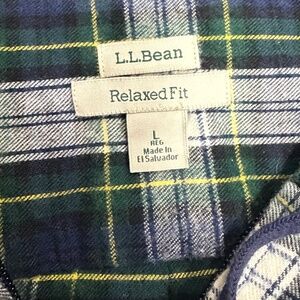 L.L.Bean
Relaxed Fit
L
REG
Made In
El Salvador